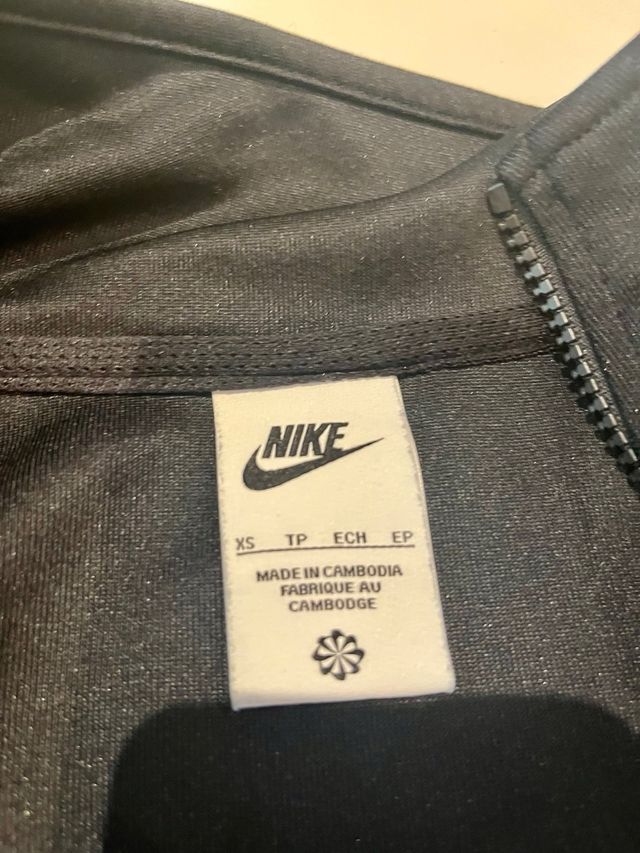 NIKE
XS TP ECH EP
MADE IN CAMBODIA
FABRIQUE AU
CAMBODGE